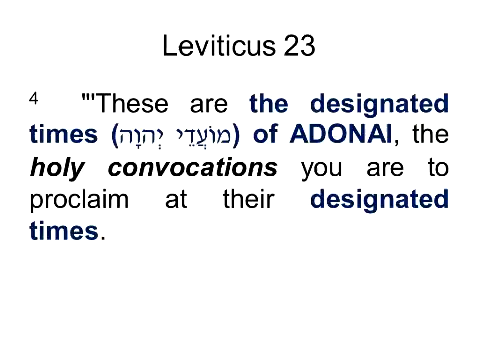 Leviticus 23
4 "'These are the designated
times (מוֹעֲדֵי יְהוָה) of ADONAI, the
holy convocations you are to
proclaim at their designated
times.